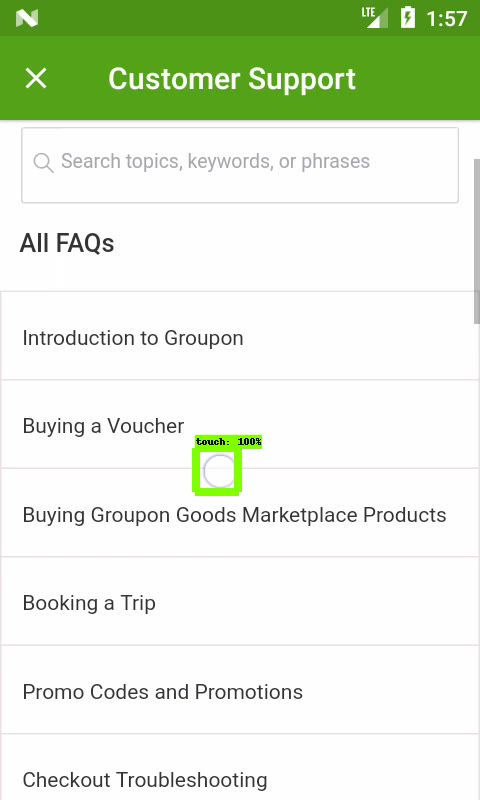 LTE 1:57
Customer Support
Search topics, keywords, or phrases
All FAQs
Introduction to Groupon
Buying a Voucher
touch: 100%
Buying Groupon Goods Marketplace Products
Booking a Trip
Promo Codes and Promotions
Checkout Troubleshooting